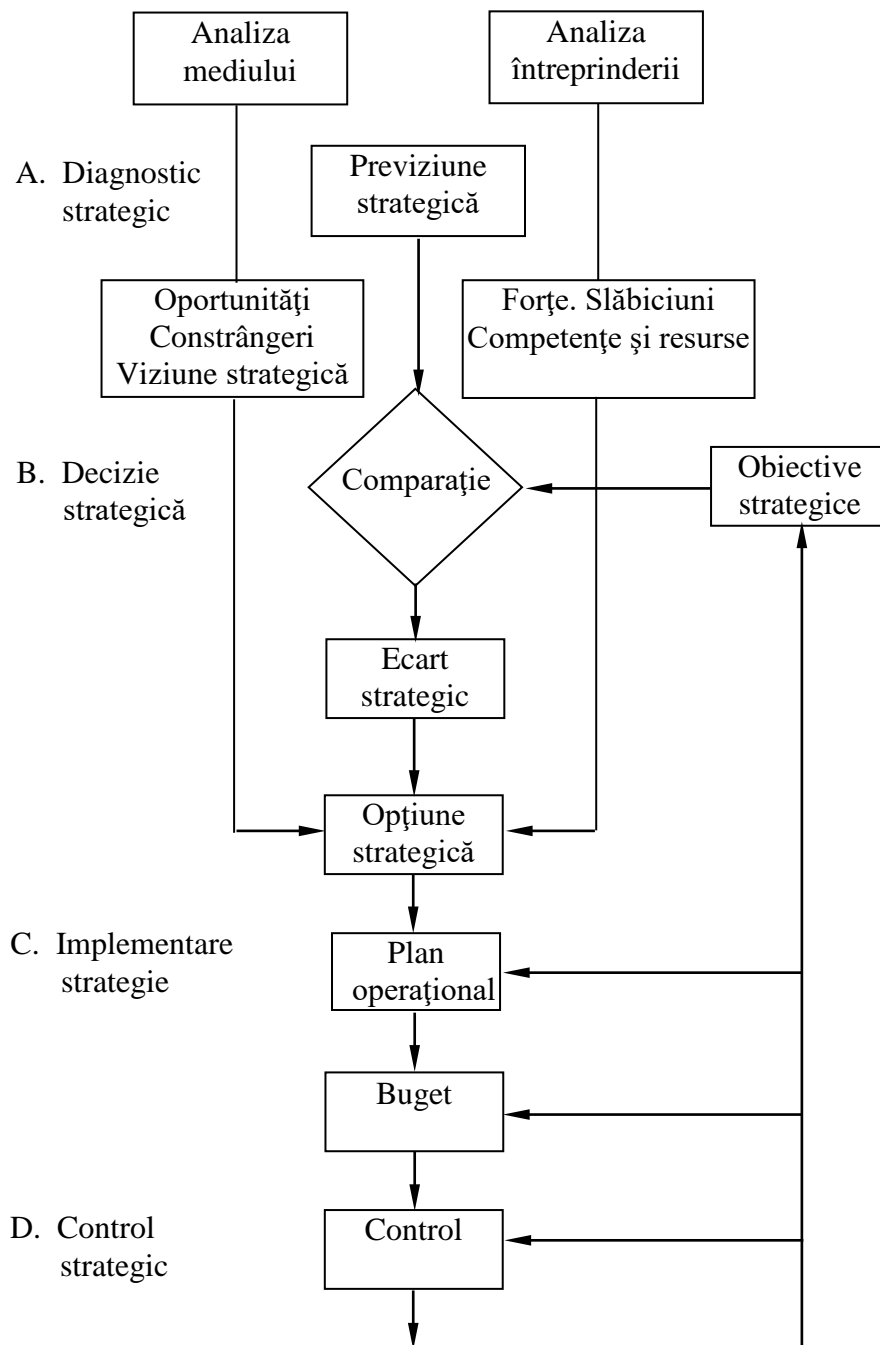 Analiza
mediului
Analiza
întreprinderii
A. Diagnostic
strategic
Previziune
strategică
Oportunităţi
Constrângeri
Viziune strategică
Forţe. Slăbiciuni
Competenţe şi resurse
B. Decizie
strategică
Comparaţie
Obiective
strategice
Ecart
strategic
Opţiune
strategică
C. Implementare
strategie
Plan
operaţional
Buget
D. Control
strategic
Control